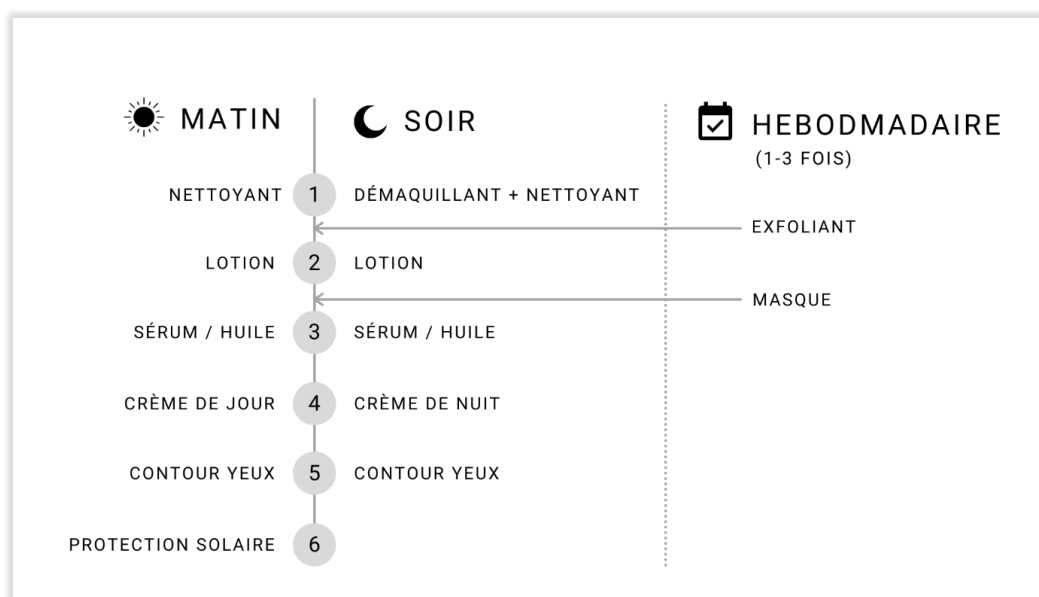 MATIN
SOIR
HEBODMADAIRE
(1-3 FOIS)
NETTOYANT 1 DÉMAQUILLANT + NETTOYANT
EXFOLIANT
LOTION 2 LOTION
MASQUE
SÉRUM / HUILE 3 SÉRUM / HUILE
CRÈME DE JOUR 4 CRÈME DE NUIT
CONTOUR YEUX 5 CONTOUR YEUX
PROTECTION SOLAIRE 6